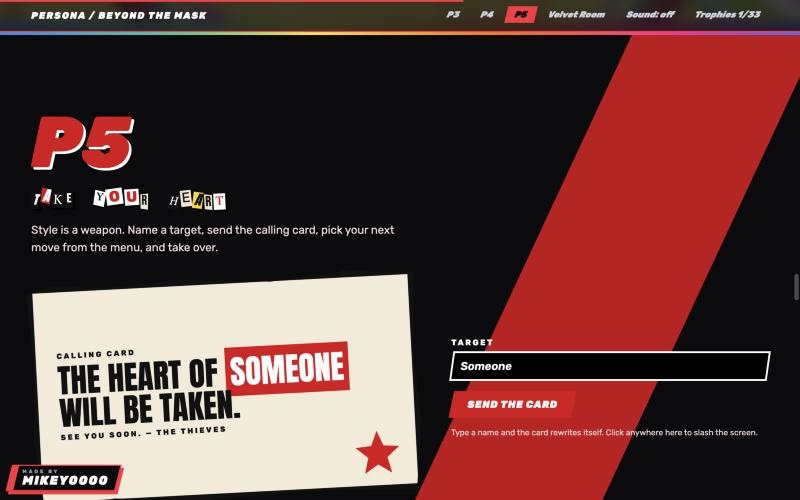 PERSONA / BEYOND THE MASK
P3 P4 P5 Velvet Room Sound: off Trophies 1/33
P5
TAKE YOUR HEART
Style is a weapon. Name a target, send the calling card, pick your next
move from the menu, and take over.
CALLING CARD
THE HEART OF SOMEONE
WILL BE TAKEN.
SEE YOU SOON. — THE THIEVES
TARGET
Someone
SEND THE CARD
Type a name and the card rewrites itself. Click anywhere here to slash the screen.
MADE BY
MIKEYOOOO